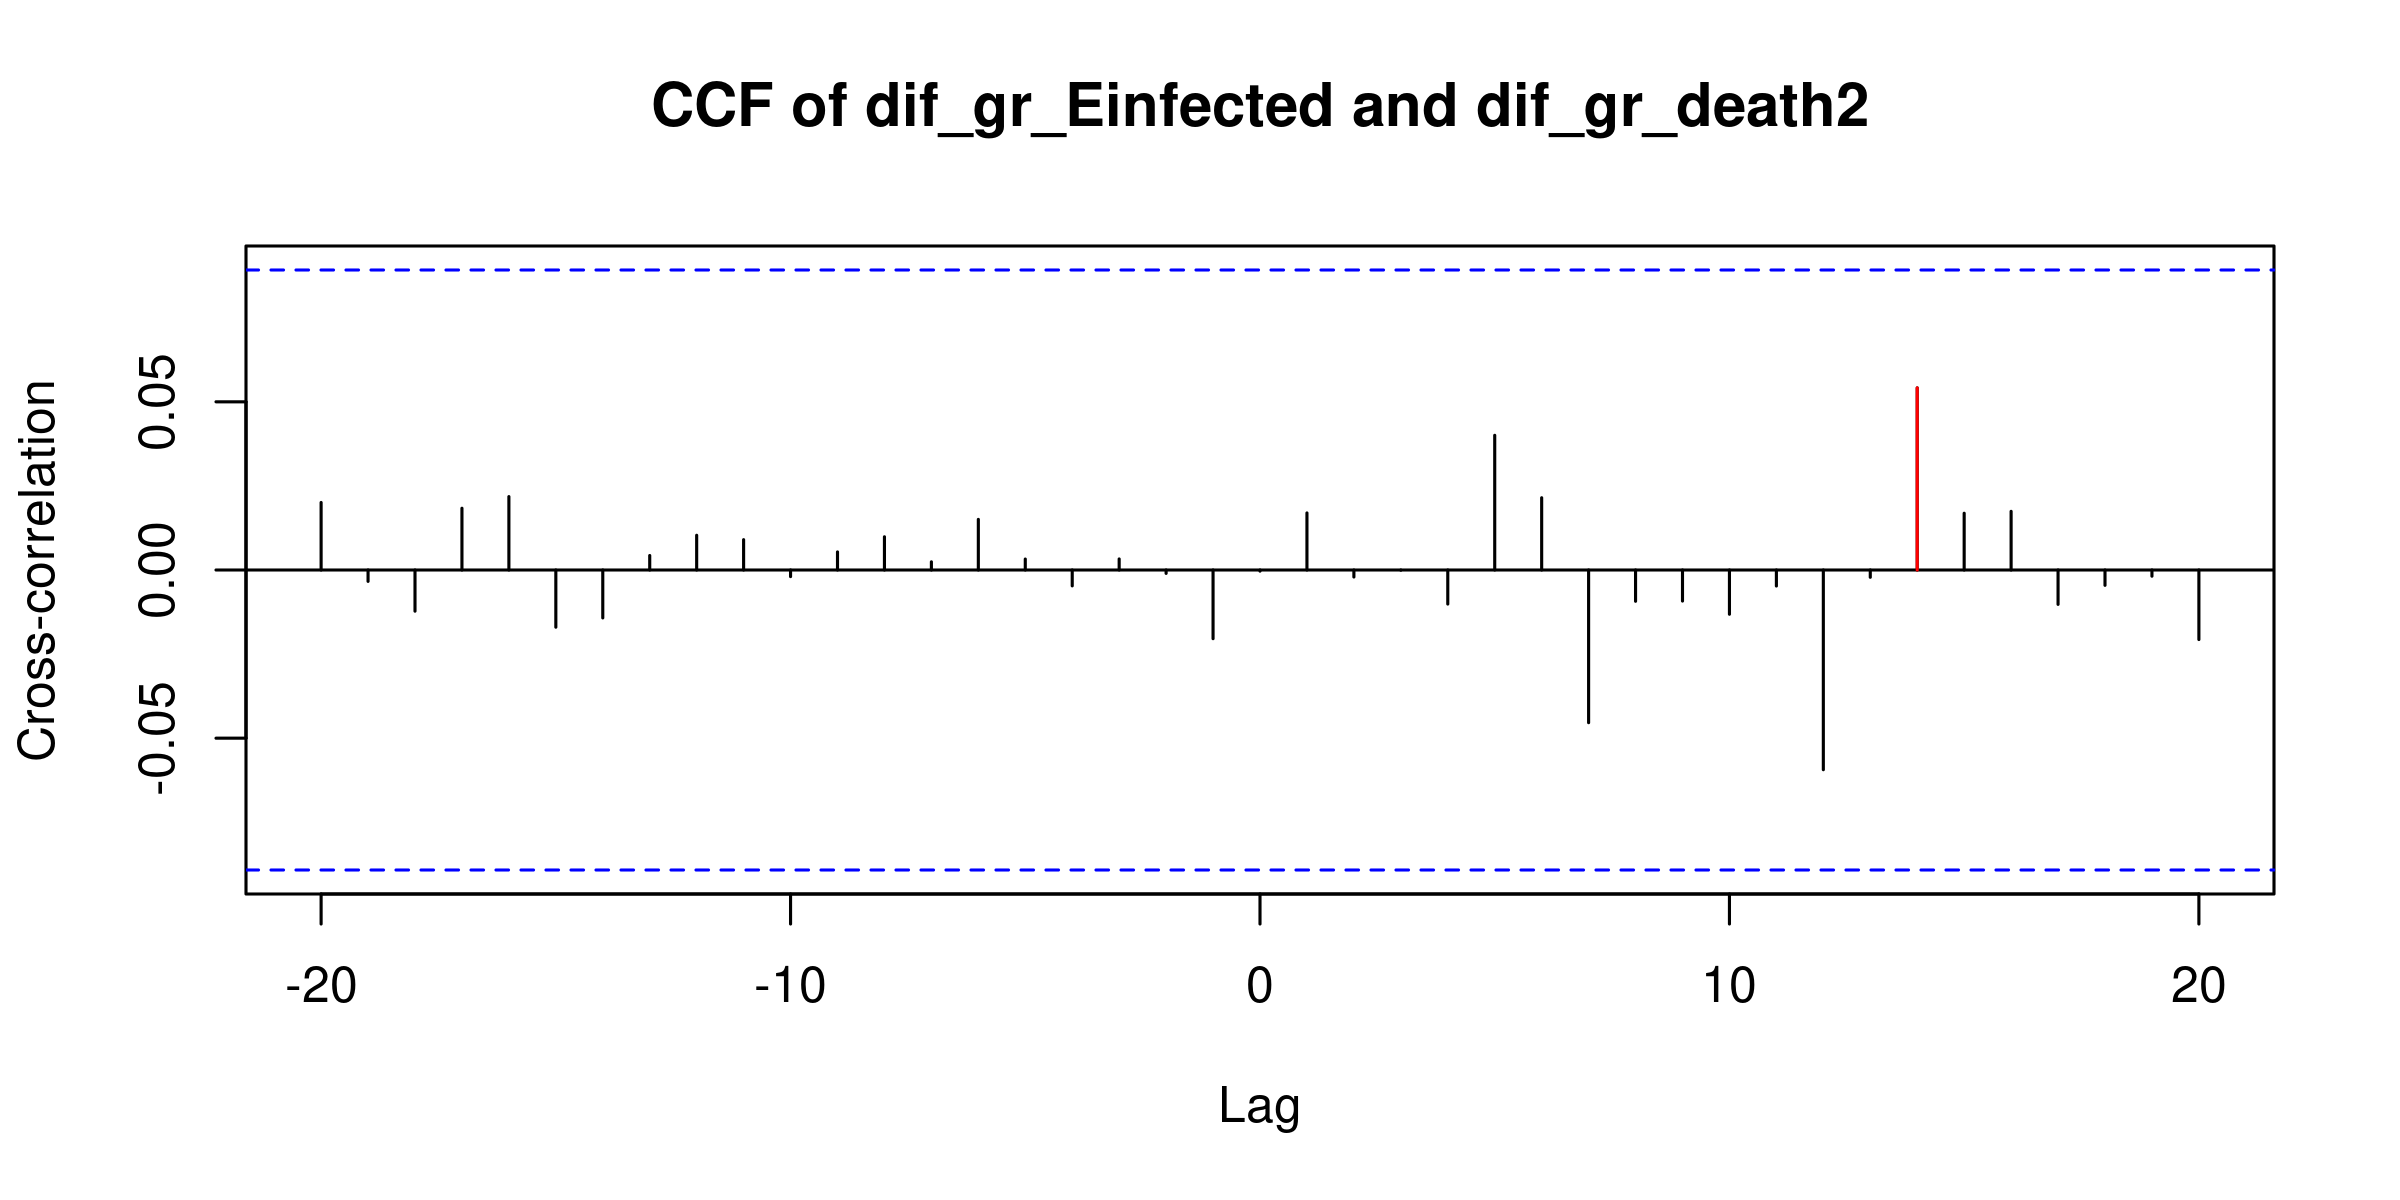 CCF of dif_gr_Einfected and dif_gr_death2
Cross-correlation
0.05
0.00
-0.05
-20 -10 0 10 20
Lag